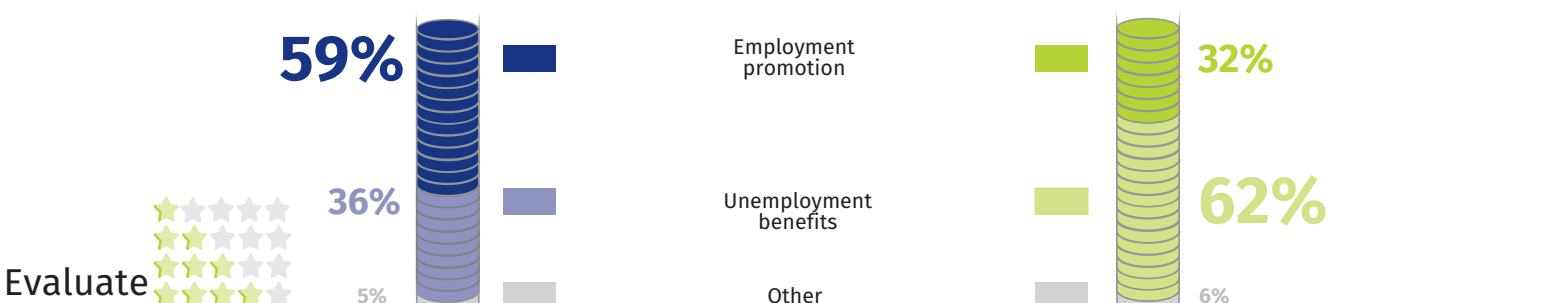 59%
Employment
promotion
32%
36%
Unemployment
benefits
62%
Evaluate
5%
Other
6%